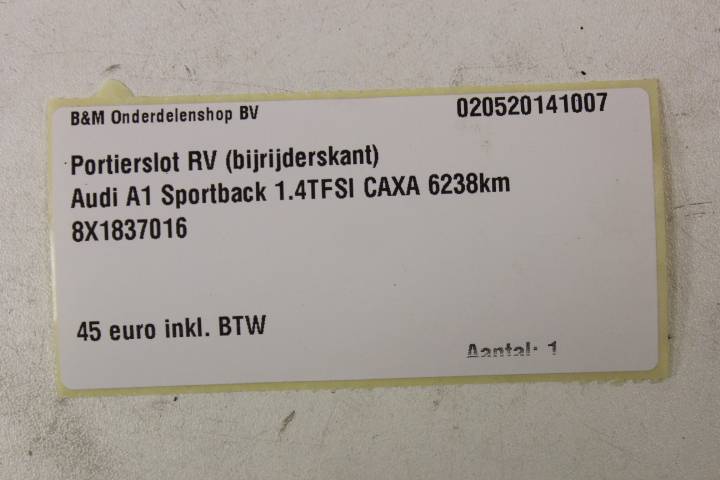 B&M Onderdelenshop BV 020520141007
Portierslot RV (bijrijderskant)
Audi A1 Sportback 1.4TFSI CAXA 6238km
8X1837016
45 euro inkl. BTW
Aantal: 1